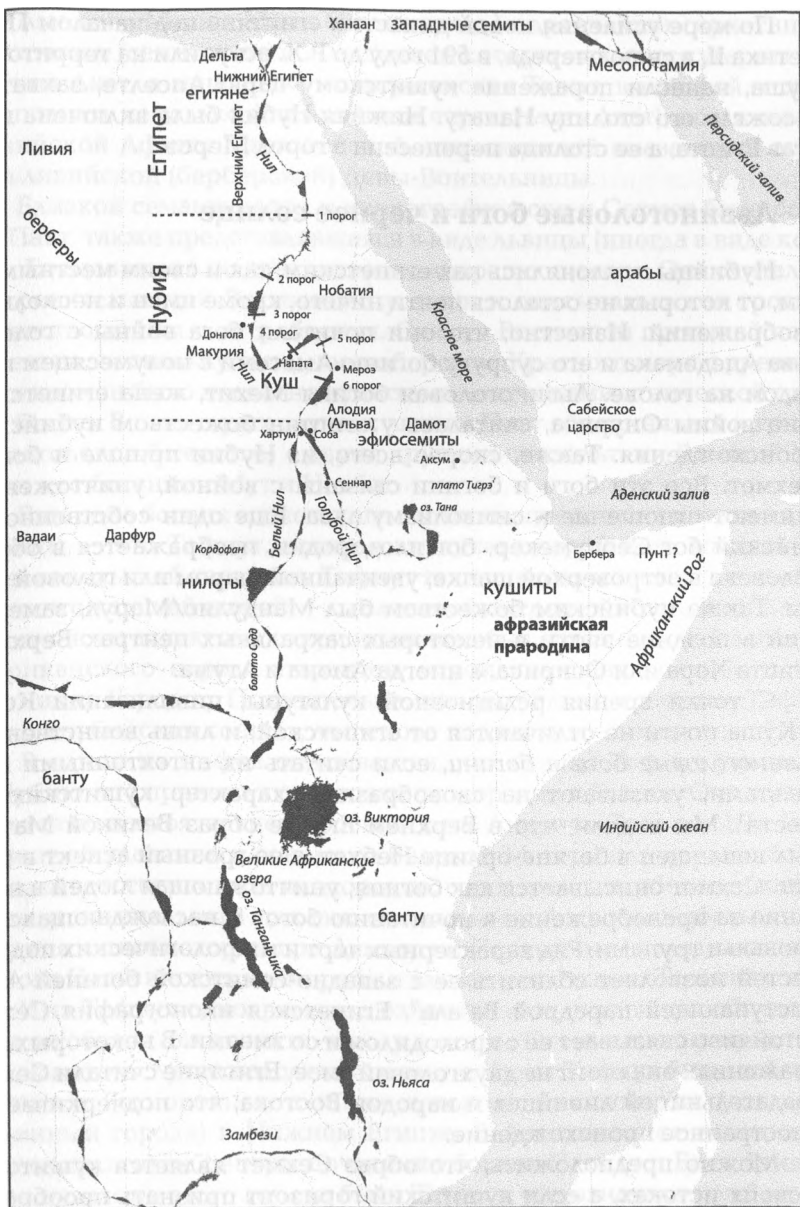 Ханаан
западные семиты
Дельта
Нижний Египет
египтяне
Месопотамия
Египет
Верхний Египет
Нил
Ливия
Персидский залив
берберы
1 порог
Нубия
2 порог
Нобатия
арабы
3 порог
Донгола
4 порог
5 порог
Макурия
Напата
Мероэ
Нил
Куш
6 порог
Красное море
Алодия
(Альва)
Дамот
Сабейское
царство
Хартум
Соба
эфиосемиты
Аксум
Сеннар
плато Тигрэ
оз. Тана
Аденский залив
Белый Нил
Голубой Нил
Вадаи
Дарфур
Кордофан
Бербера
Пунт ?
нилоты
кушиты
афразийская
прародина
Африканский Рог
болото Судд
Конго
банту
оз. Виктория
Индийский океан
Великие Африканские
озера
оз. Танганьика
банту
оз. Ньяса
Замбези